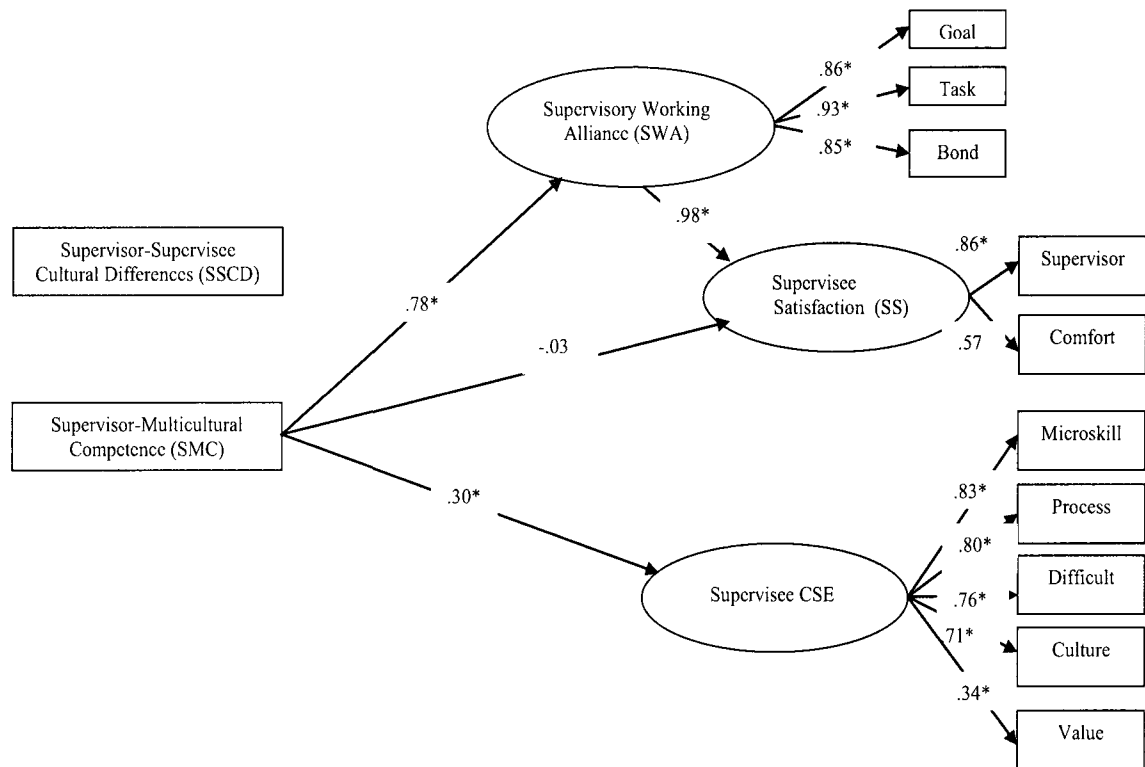 Goal
.86*
Supervisory Working
Alliance (SWA)
Task
.93*
.85*
Bond
.98*
Supervisor-Supervisee
Cultural Differences (SSCD)
.86*
Supervisor
Supervisee
Satisfaction (SS)
.78*
.57
Comfort
-.03
Supervisor-Multicultural
Competence (SMC)
Microskill
.30*
.83*
Process
.80*
Difficult
Supervisee CSE
.76*
71*
Culture
.34*
Value